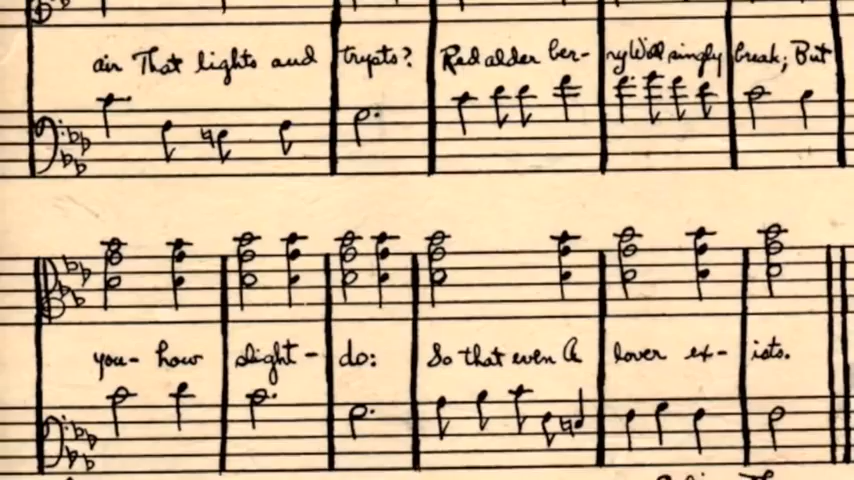 air That lights and trysts? Red alder ber- ry Will singly break; But
you- how slight- do: So that even A lover ex- ists.